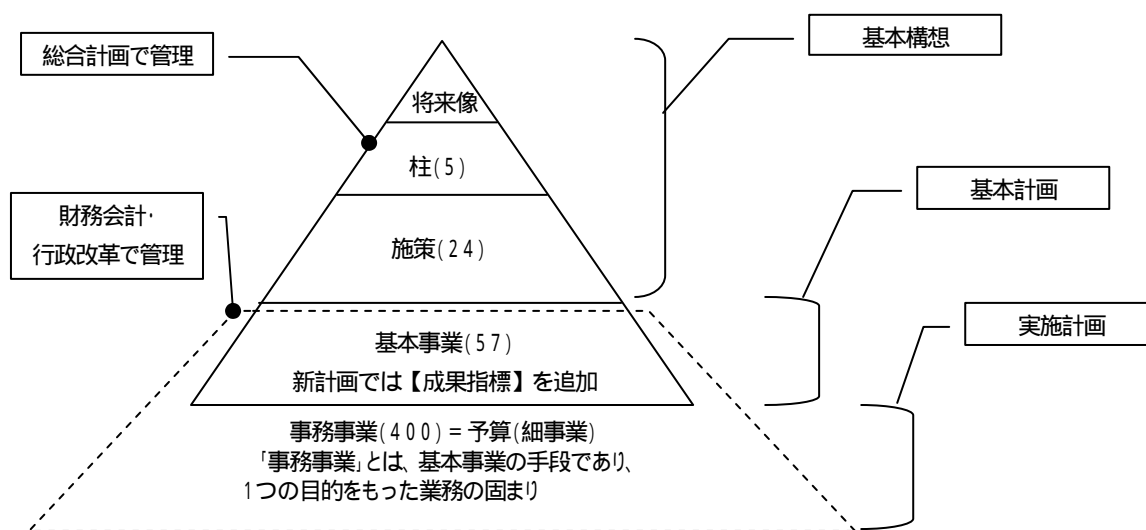 総合計画で管理
基本構想
将来像
柱(5)
基本計画
財務会計・
行政改革で管理
施策(24)
実施計画
基本事業(57)
新計画では【成果指標】を追加
事務事業(400)=予算(細事業)
「事務事業」とは、基本事業の手段であり、
1つの目的をもった業務の固まり